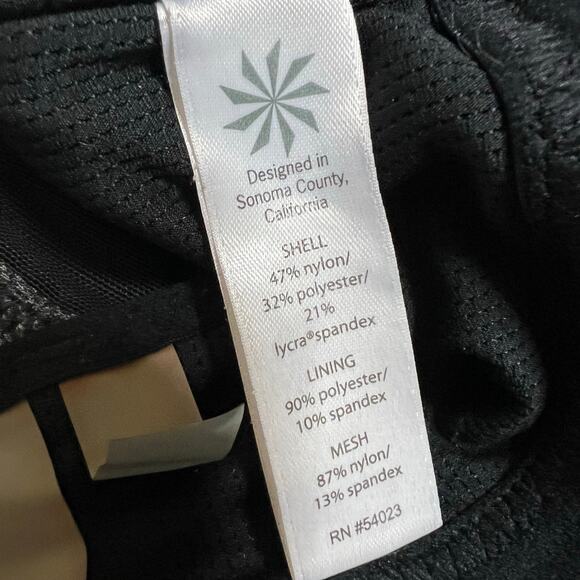 Designed in
Sonoma County,
California
SHELL
47% nylon/
32% polyester/
21%
lycra®spandex
LINING
90% polyester/
10% spandex
MESH
87% nylon/
13% spandex
RN #54023